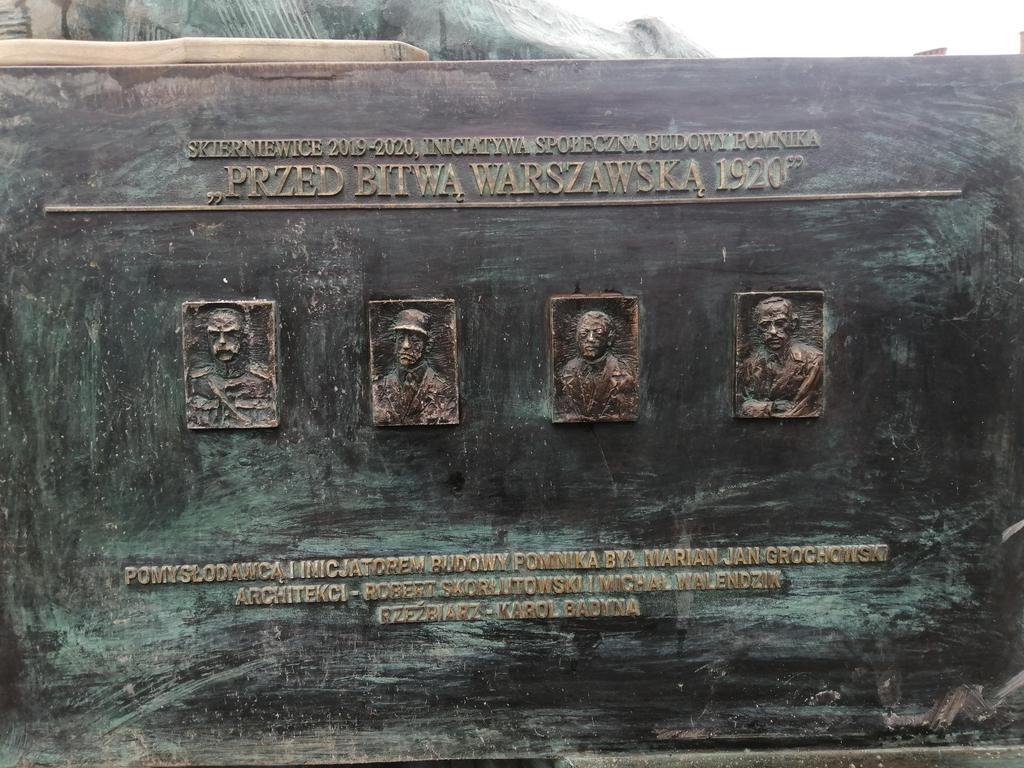 SKIERNIEWICE 2019-2020, INICJATYWA SPOŁECZNA BUDOWY POMNIKA
„PRZED BITWĄ WARSZAWSKĄ 1920”
POMYSŁODAWCĄ I INICJATOREM BUDOWY POMNIKA BYŁ MARIAN JAN GROCHOWSKI
ARCHITEKCI - ROBERT SKORŁUTOWSKI I MICHAŁ WALENDZIK
RZEŹBIARZ - KAROL BADYNA